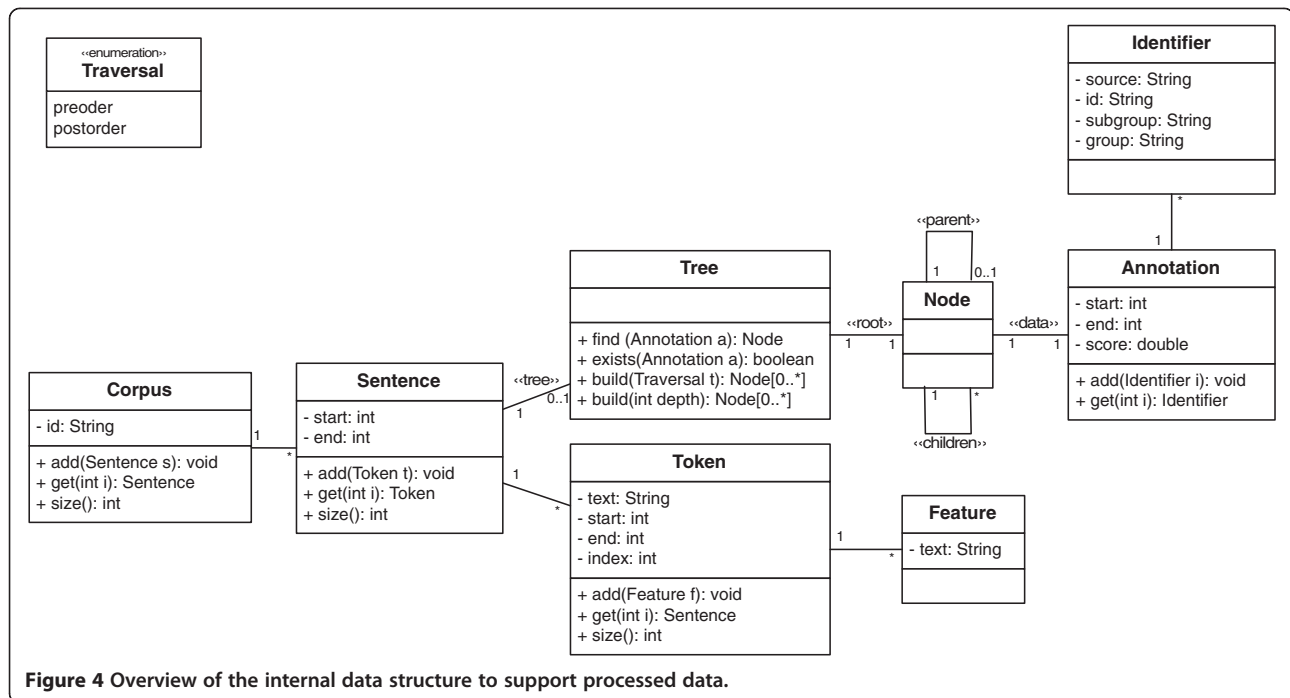 ‹‹enumeration››
Traversal
preoder
postorder
Identifier
- source: String
- id: String
- subgroup: String
- group: String
*
1
Annotation
- start: int
- end: int
- score: double
+ add(Identifier i): void
+ get(int i): Identifier
‹‹parent››
1
0..1
Node
1
*
‹‹children››
‹‹data››
1
1
‹‹root››
1
1
Tree
+ find (Annotation a): Node
+ exists(Annotation a): boolean
+ build(Traversal t): Node[0..*]
+ build(int depth): Node[0..*]
‹‹tree››
0..1
1
Corpus
- id: String
+ add(Sentence s): void
+ get(int i): Sentence
+ size(): int
1
*
Sentence
- start: int
- end: int
+ add(Token t): void
+ get(int i): Token
+ size(): int
1
*
Token
- text: String
- start: int
- end: int
- index: int
+ add(Feature f): void
+ get(int i): Sentence
+ size(): int
1
*
Feature
- text: String
Figure 4 Overview of the internal data structure to support processed data.